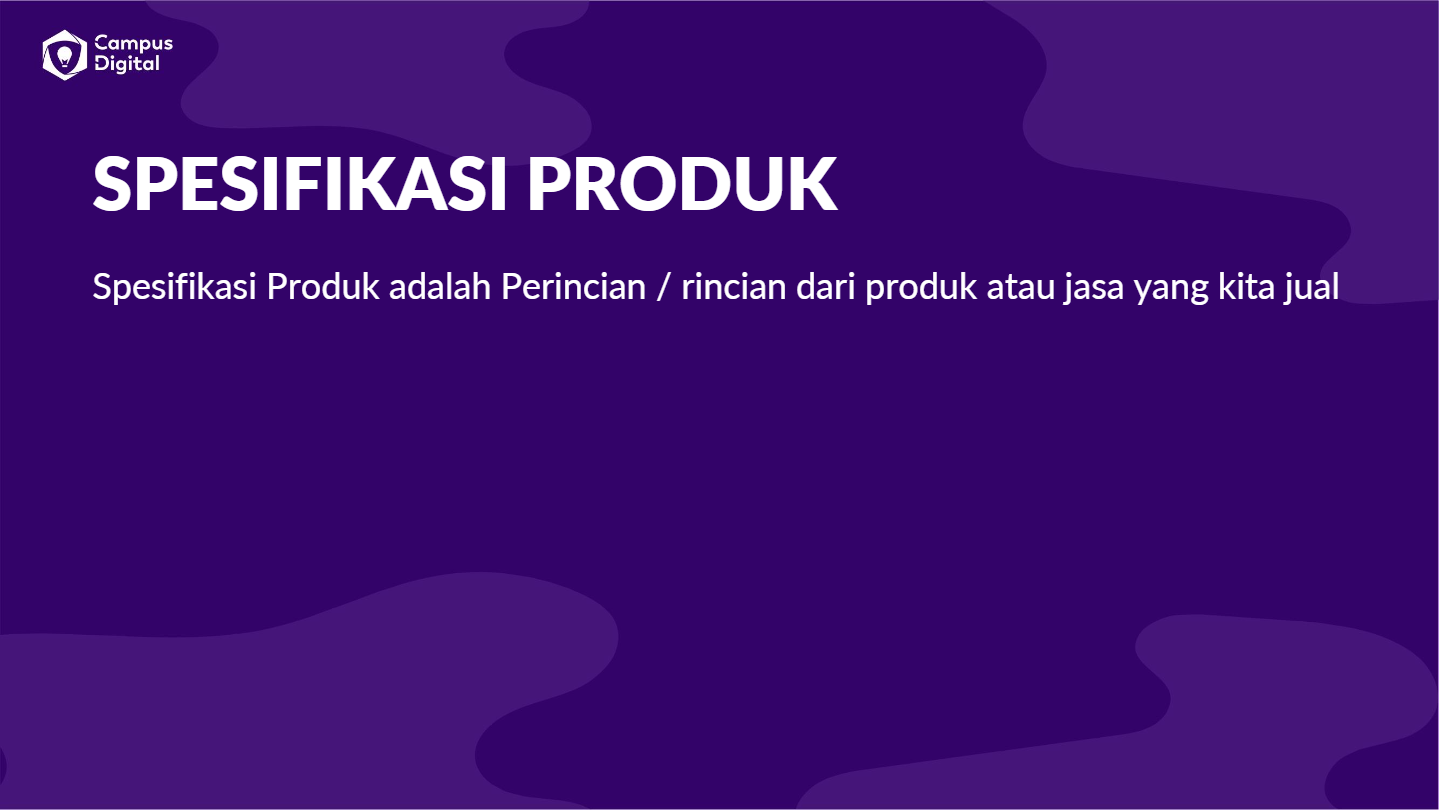 Campus
Digital
SPESIFIKASI PRODUK
Spesifikasi Produk adalah Perincian / rincian dari produk atau jasa yang kita jual